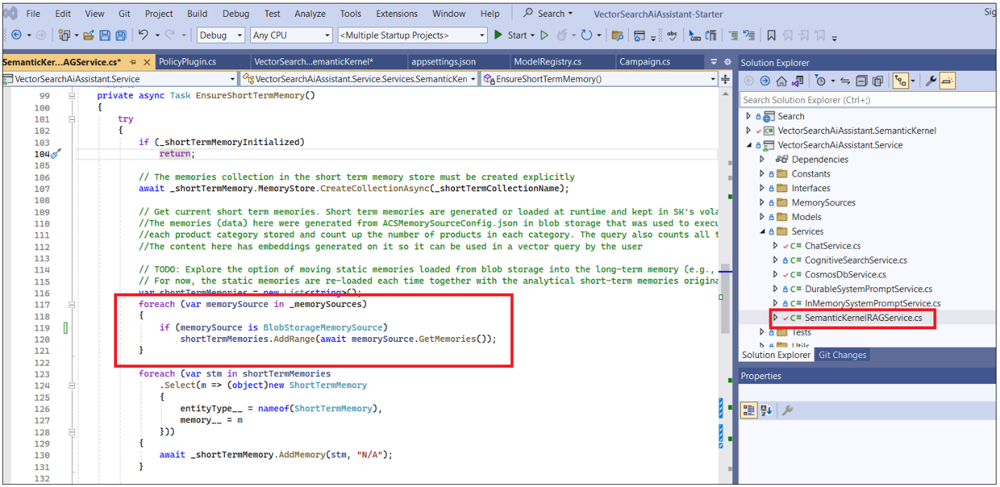 File Edit View Git Project Build Debug Test Analyze Tools Extensions Window Help Search VectorSearchAiAssistant-Starter Sig
Debug Any CPU <Multiple Startup Projects> Start
SemanticKer...AGService.cs* PolicyPlugin.cs VectorSearch...emanticKernel* appsettings.json ModelRegistry.cs Campaign.cs
VectorSearchAiAssistant.Service VectorSearchAiAssistant.Service.Services.SemanticKer EnsureShortTermMemory()
99 private async Task EnsureShortTermMemory()
100 {
101 try
102 {
103 if (_shortTermMemoryInitialized)
104 return;
105
106 // The memories collection in the short term memory store must be created explicitly
107 await _shortTermMemory.MemoryStore.CreateCollectionAsync(_shortTermCollectionName);
108
109 // Get current short term memories. Short term memories are generated or loaded at runtime and kept in SK's vola
110 //The memories (data) here were generated from ACSMemorySourceConfig.json in blob storage that was used to execu
111 //each product category stored and count up the number of products in each category. The query also counts all t
112 //The content here has embeddings generated on it so it can be used in a vector query by the user
113
114 // TODO: Explore the option of moving static memories loaded from blob storage into the long-term memory (e.g.,
115 // For now, the static memories are re-loaded each time together with the analytical short-term memories origina
116 var shortTermMemories = new List<string>();
117 foreach (var memorySource in _memorySources)
118 {
119 if (memorySource is BlobStorageMemorySource)
120 shortTermMemories.AddRange(await memorySource.GetMemories());
121 }
122
123 foreach (var stm in shortTermMemories
124 .Select(m => (object)new ShortTermMemory
125 {
126 entityType__ = nameof(ShortTermMemory),
127 memory__ = m
128 }))
129 {
130 await _shortTermMemory.AddMemory(stm, "N/A");
131 }
132
Solution Explorer
Search Solution Explorer (Ctrl+;)
Search
C# VectorSearchAiAssistant.SemanticKernel
VectorSearchAiAssistant.Service
Dependencies
Constants
Interfaces
MemorySources
Models
Services
C# ChatService.cs
C# CognitiveSearchService.cs
C# CosmosDbService.cs
C# DurableSystemPromptService.cs
C# InMemorySystemPromptService.cs
C# SemanticKernelRAGService.cs
Tests
Utils
Solution Explorer Git Changes
Properties